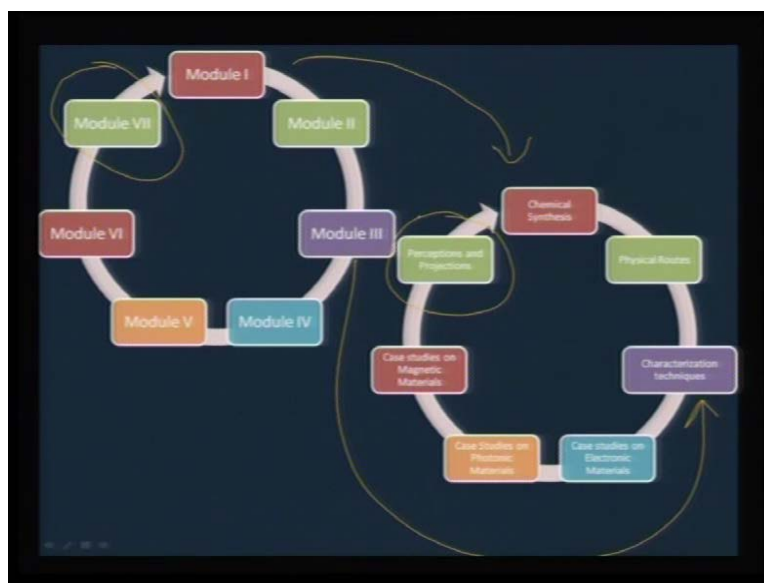 Module I
Module II
Module III
Module IV
Module V
Module VI
Module VII
Chemical
Synthesis
Physical Routes
Characterization
techniques
Case studies on
Electronic
Materials
Case Studies on
Photonic
Materials
Case studies on
Magnetic
Materials
Perceptions and
Projections